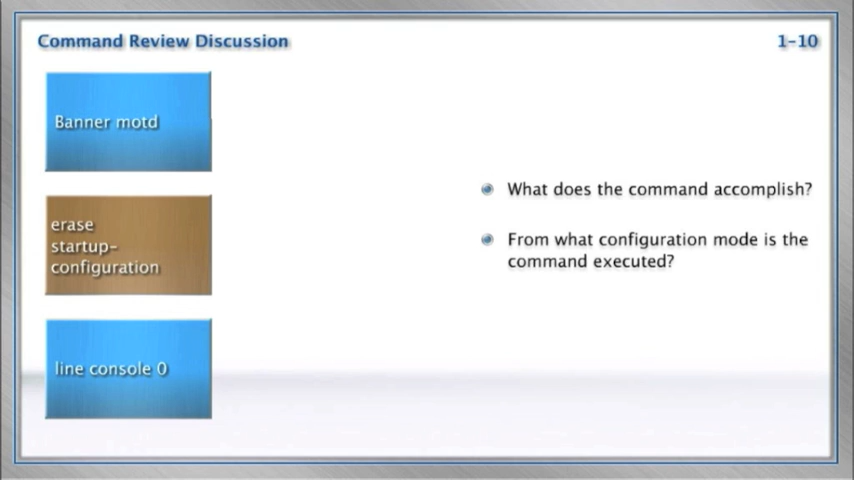 Command Review Discussion
1-10
Banner motd
erase
startup-
configuration
line console 0
What does the command accomplish?
From what configuration mode is the
command executed?